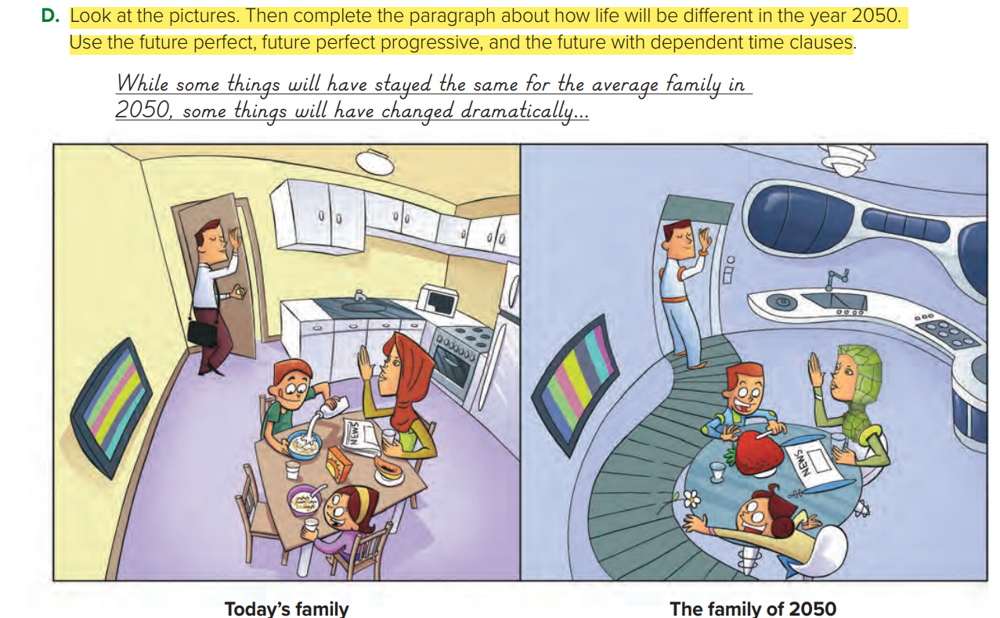 D. Look at the pictures. Then complete the paragraph about how life will be different in the year 2050.
Use the future perfect, future perfect progressive, and the future with dependent time clauses.
While some things will have stayed the same for the average family in
2050, some things will have changed dramatically...
NEWS
NEWS
Today's family
The family of 2050